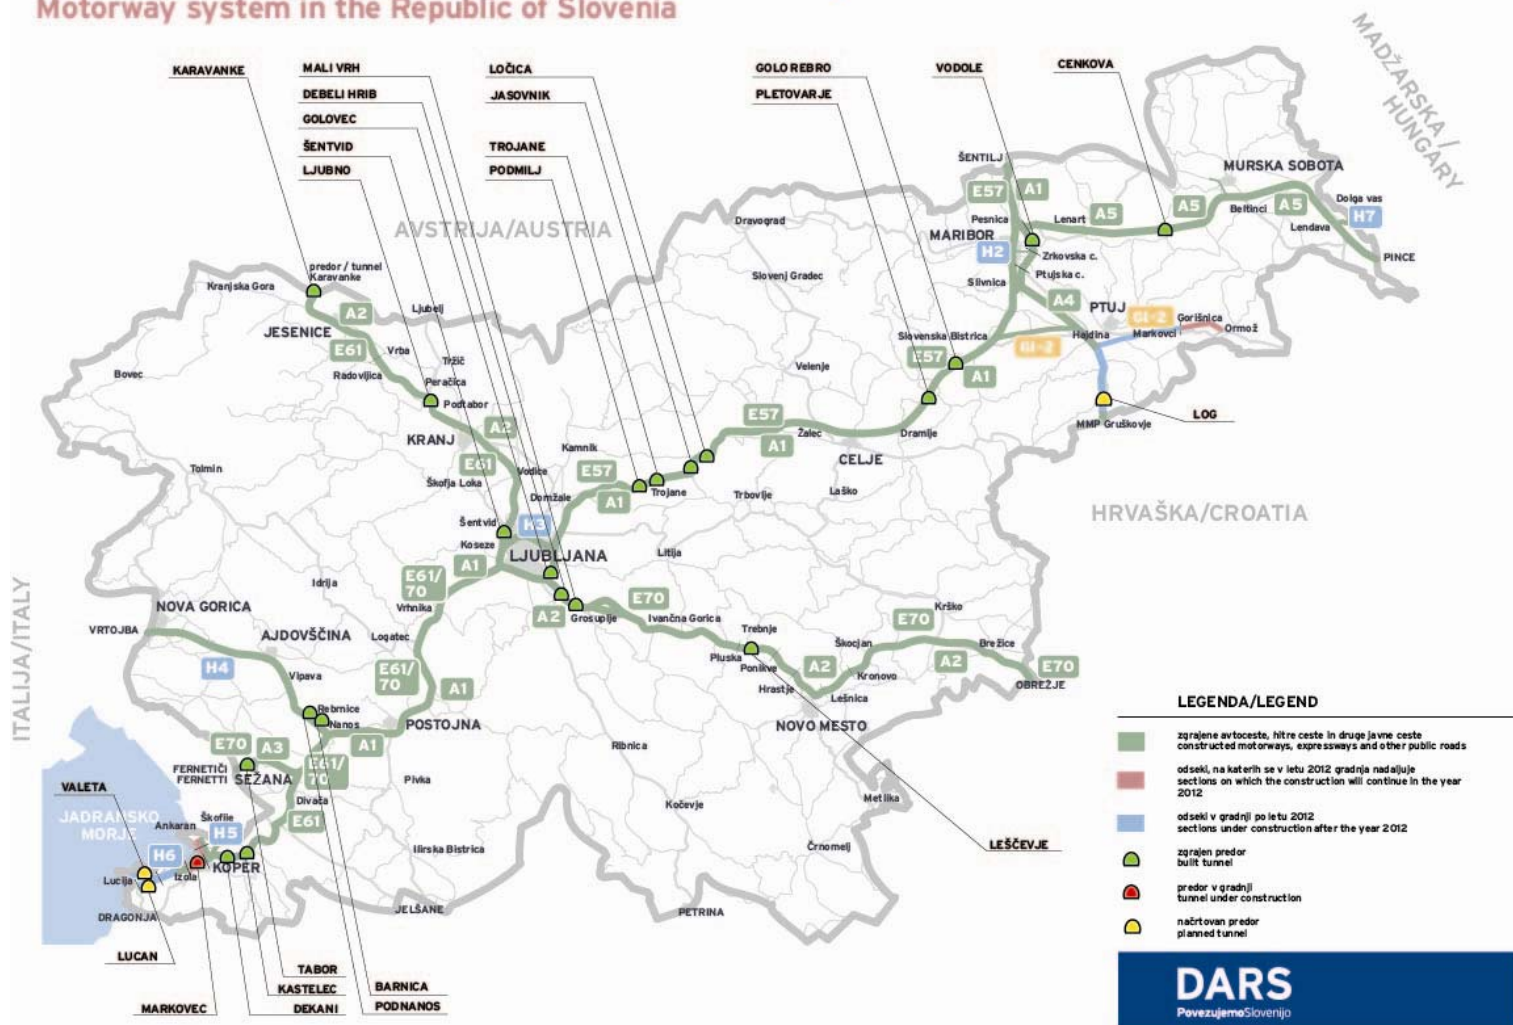 Motorway system in the Republic of Slovenia
KARAVANKE
MALI VRH
DEBELI HRIB
GOLOVEC
ŠENTVID
LJUBNO
LOČICA
JASOVNIK
TROJANE
PODMILJ
GOLO REBRO
PLETOVARJE
VODOLE
CENKOVA
MADŽARSKA /
HUNGARY
AVSTRIJA/AUSTRIA
HRVAŠKA/CROATIA
ITALIJA/ITALY
ŠENTILJ
E57
A1
Pesnica
MARIBOR
H2
Lenart
A5
A5
MURSKA SOBOTA
Beltinci
A5
Dolga vas
H7
Lendava
PINCE
Zrkovska c.
Ptujska c.
Slivnica
A4
PTUJ
G1-2
Gorišnica
Ormož
Markovci
Hajdina
G1-2
Slovenska Bistrica
E57
A1
LOG
MMP Gruškovje
Dravograd
Slovenj Gradec
Velenje
predor / tunnel
Karavanke
Kranjska Gora
Ljubelj
A2
JESENICE
E61
Vrba
Tržič
Radovljica
Peračica
Podtabor
Bovec
A2
KRANJ
E61
Vodice
Škofja Loka
Tolmin
Kamnik
E57
A1
Domžale
Trojane
E57
A1
Žalec
CELJE
Dramlje
Trbovlje
Laško
Šentvid
H3
Koseze
LJUBLJANA
Litija
A1
E61/
70
Vrhnika
Idrija
NOVA GORICA
VRTOJBA
AJDOVŠČINA
Logatec
H4
Vipava
E61/
70
A1
A2
Grosuplje
E70
Ivančna Gorica
Trebnje
Pluska
Ponikve
Hrastje
A2
Lešnica
Kronovo
Škocjan
E70
Krško
Brežice
A2
E70
OBREŽJE
NOVO MESTO
Rebrnice
Nanos
POSTOJNA
A1
E70
A3
E61/
70
FERNETIČI
FERNETTI
SEŽANA
Divača
Pivka
E61
Ribnica
Kočevje
Metlika
Črnomelj
LEŠČEVJE
VALETA
JADRANSKO
MORJE
Ankaran
Škofije
H5
H6
KOPER
Izola
Lucija
DRAGONJA
Ilirska Bistrica
JELŠANE
PETRINA
LUCAN
MARKOVEC
TABOR
KASTELEC
DEKANI
BARNICA
PODNANOS
LEGENDA/LEGEND
zgrajene avtoceste, hitre ceste in druge javne ceste
constructed motorways, expressways and other public roads
odseki, na katerih se v letu 2012 gradnja nadaljuje
sections on which the construction will continue in the year
2012
odseki v gradnji po letu 2012
sections under construction after the year 2012
zgrajen predor
built tunnel
predor v gradnji
tunnel under construction
načrtovan predor
planned tunnel
DARS
PovezujemoSlovenijo